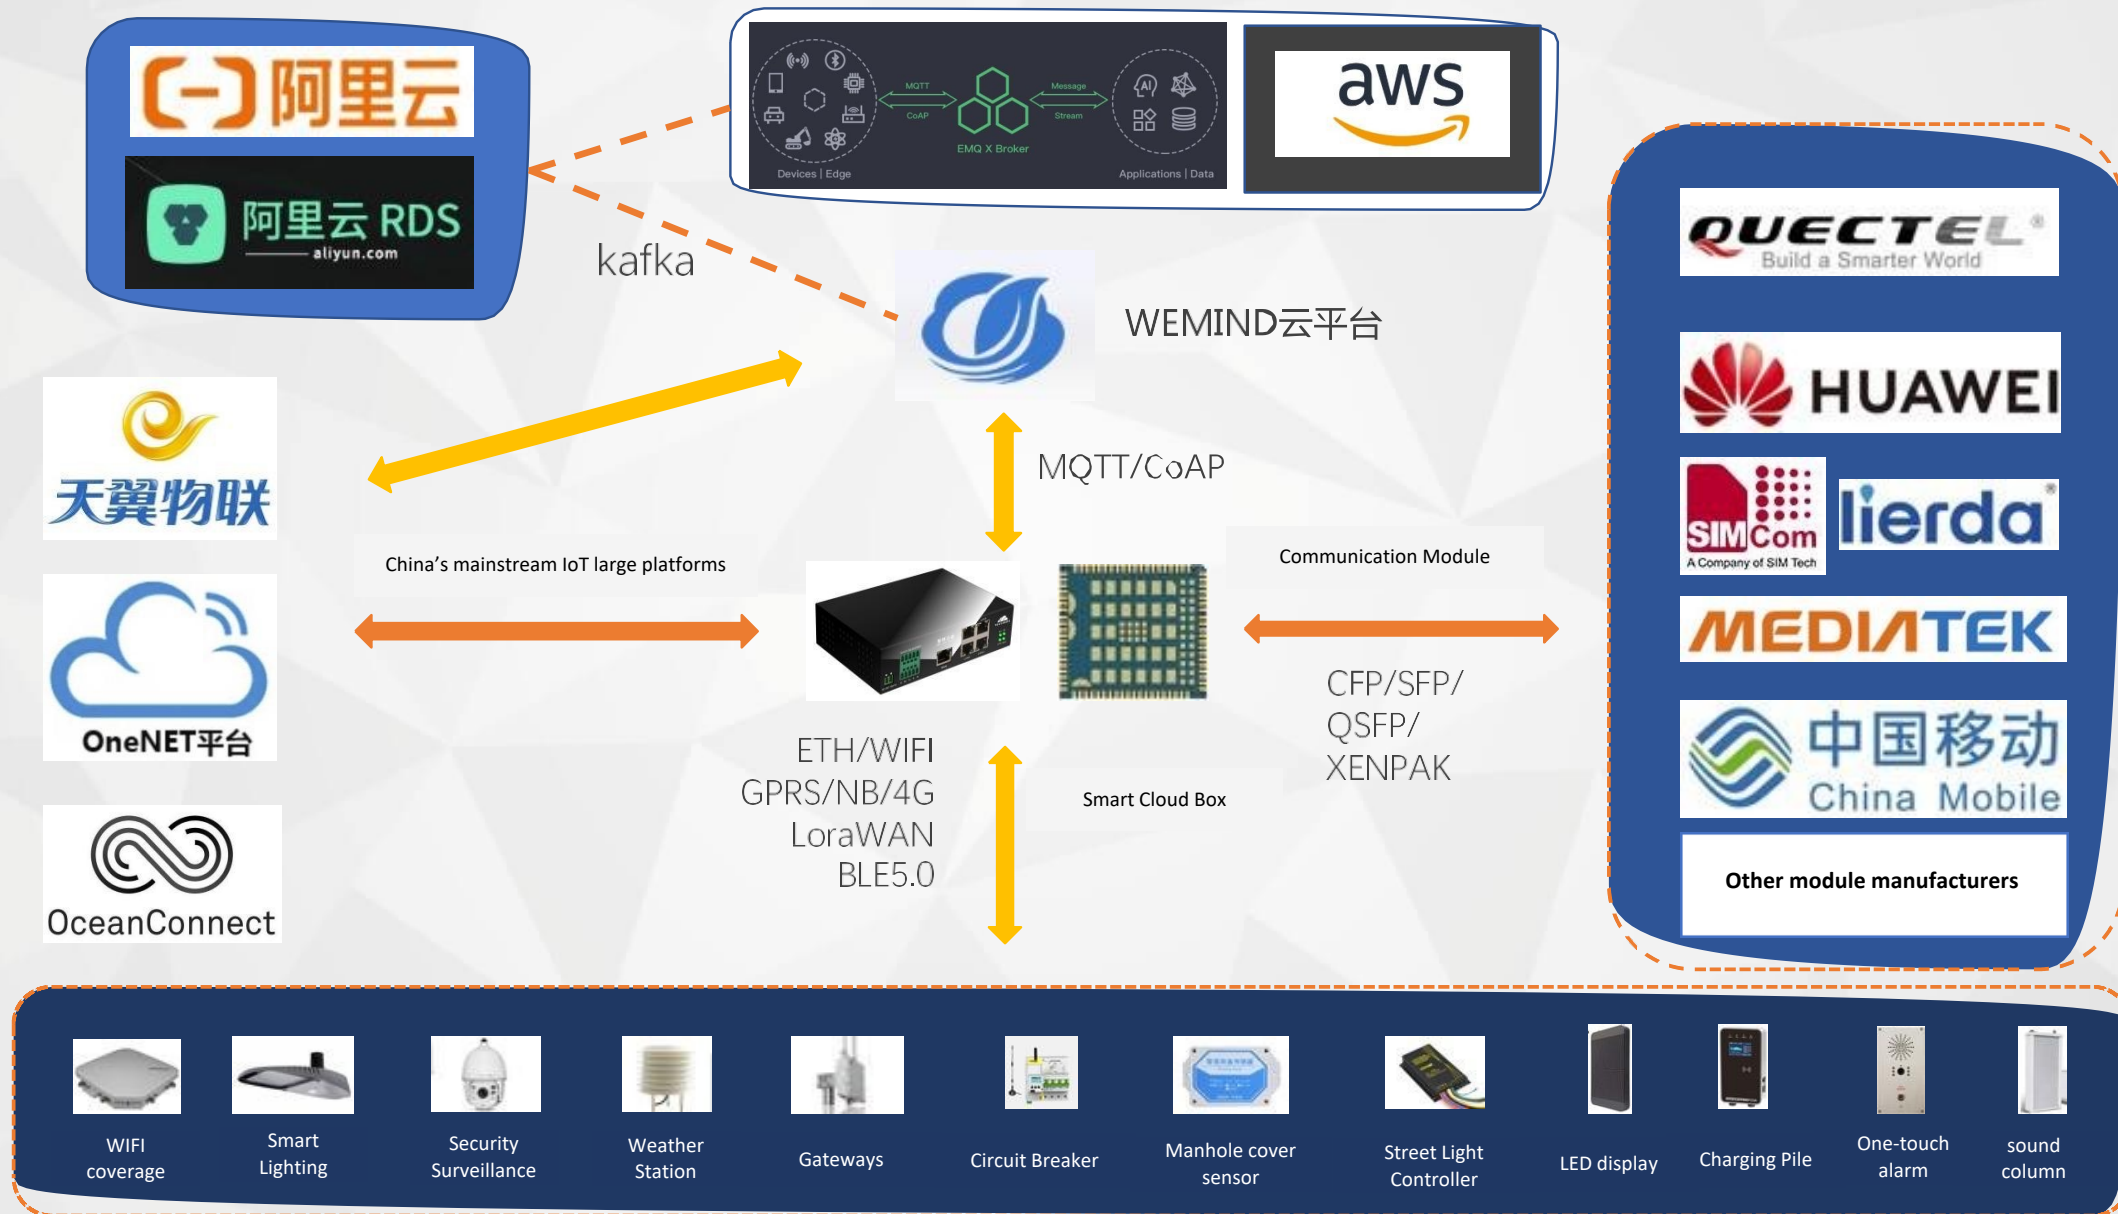 阿里云
阿里云 RDS
aliyun.com
MQTT
CoAP
EMQ X Broker
Message
Stream
AI
Devices | Edge
Applications | Data
aws
kafka
WEMIND云平台
MQTT/CoAP
天翼物联
OneNET平台
OceanConnect
China's mainstream IoT large platforms
Communication Module
CFP/SFP/
QSFP/
XENPAK
ETH/WIFI
GPRS/NB/4G
LoraWAN
BLE5.0
Smart Cloud Box
QUECTEL®
Build a Smarter World
HUAWEI
SIMCom
A Company of SIM Tech
lierda®
MEDIATEK
中国移动
China Mobile
Other module manufacturers
WIFI
coverage
Smart
Lighting
Security
Surveillance
Weather
Station
Gateways
Circuit Breaker
Manhole cover
sensor
Street Light
Controller
LED display
Charging Pile
One-touch
alarm
sound
column